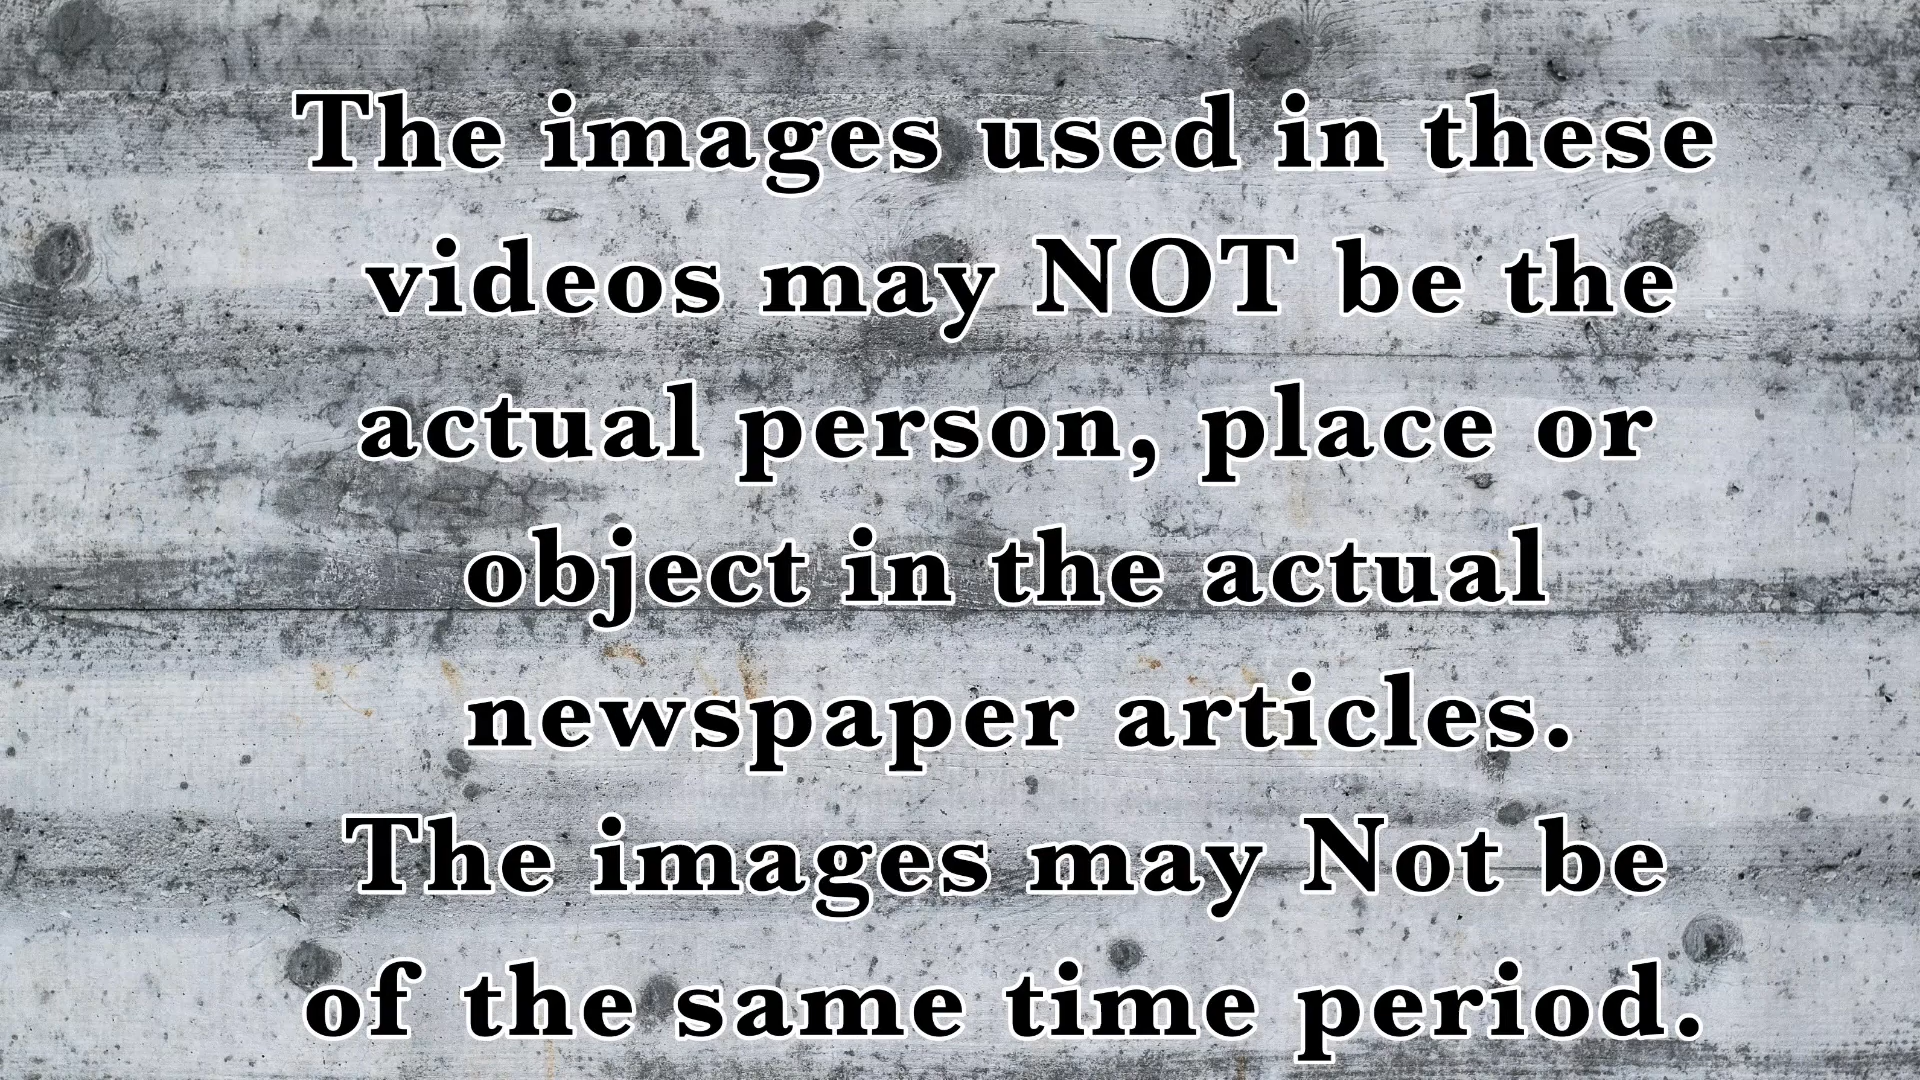 The images used in these
videos may NOT be the
actual person, place or
object in the actual
newspaper articles.
The images may Not be
of the same time period.